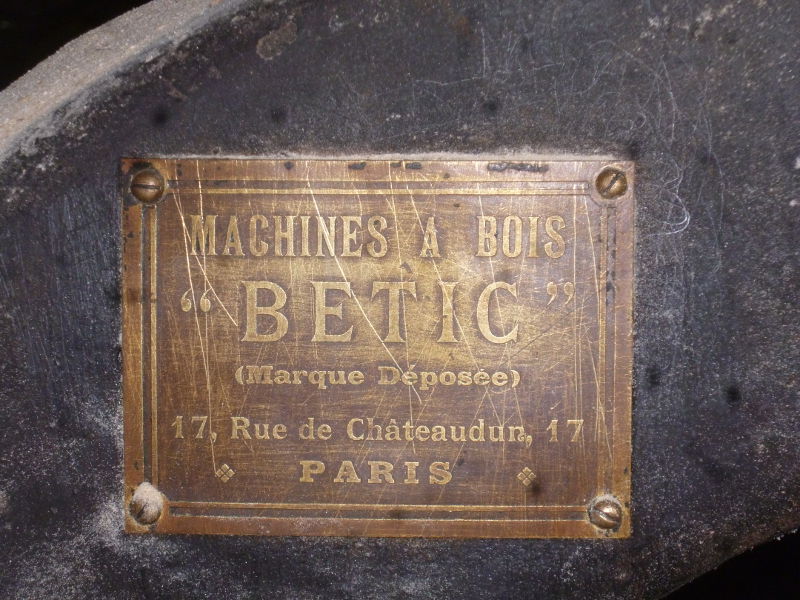 MACHINES A BOIS
“BETIC”
(Marque Déposée)
17, Rue de Châteaudun, 17
PARIS